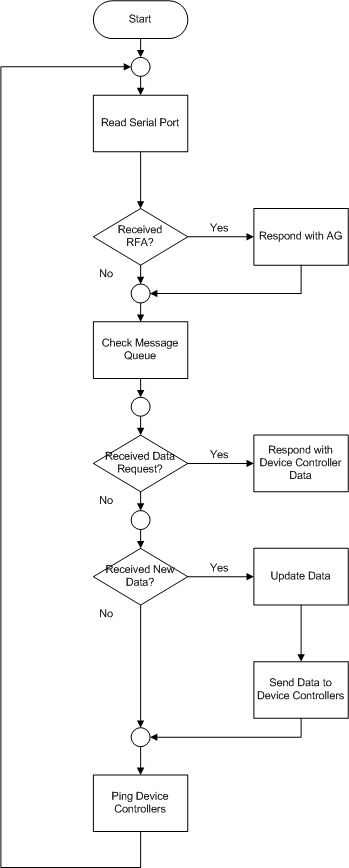 Start
Read Serial Port
Received
RFA?
Yes
Respond with AG
No
Check Message
Queue
Received Data
Request?
Yes
Respond with
Device Controller
Data
No
Received New
Data?
Yes
Update Data
No
Send Data to
Device Controllers
Ping Device
Controllers